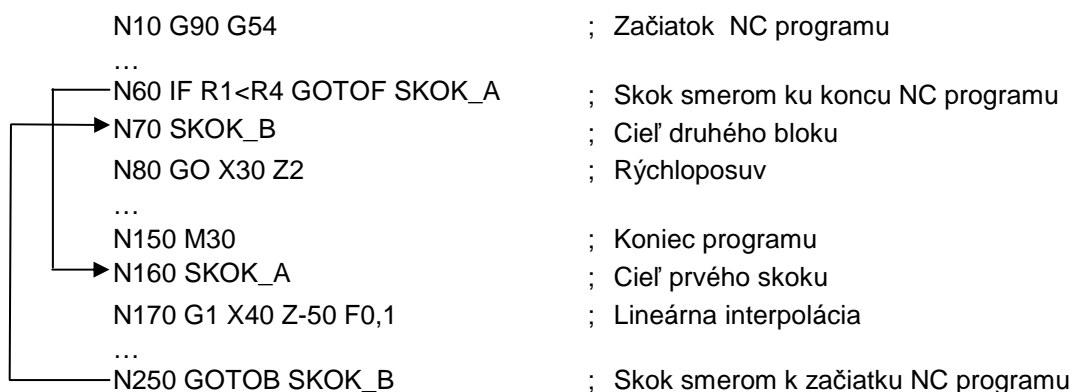 N10 G90 G54 ; Začiatok NC programu
…
N60 IF R1<R4 GOTOF SKOK_A ; Skok smerom ku koncu NC programu
N70 SKOK_B ; Cieľ druhého bloku
N80 GO X30 Z2 ; Rýchloposuv
…
N150 M30 ; Koniec programu
N160 SKOK_A ; Cieľ prvého skoku
N170 G1 X40 Z-50 F0,1 ; Lineárna interpolácia
…
N250 GOTOB SKOK_B ; Skok smerom k začiatku NC programu